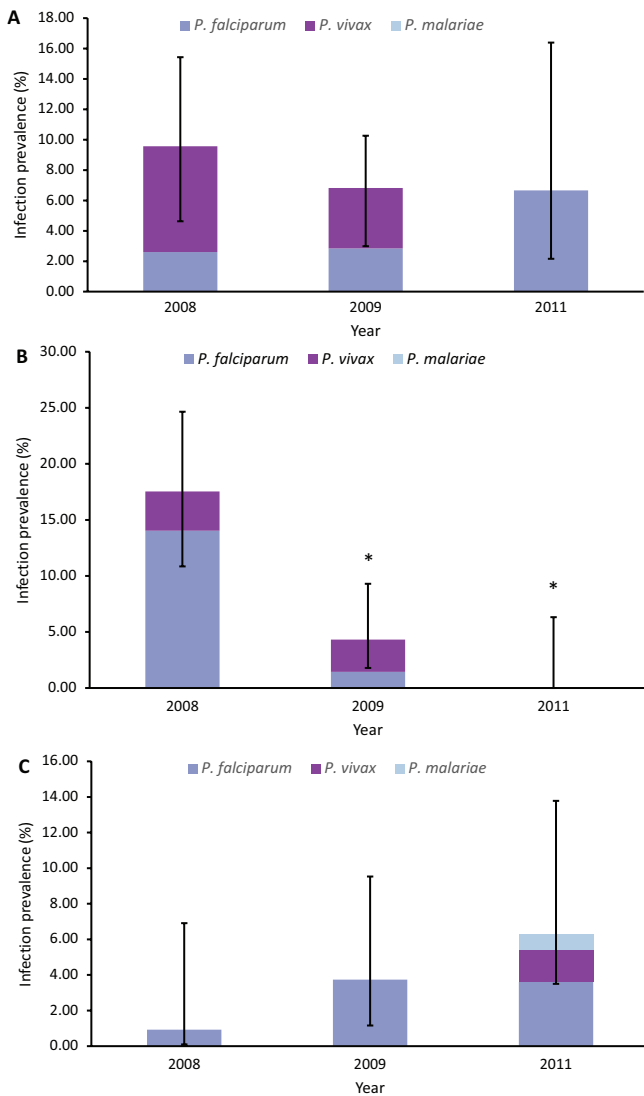 A
P. falciparum P. vivax P. malariae
Infection prevalence (%)
18.00
16.00
14.00
12.00
10.00
8.00
6.00
4.00
2.00
0.00
2008 2009 2011
Year
B
P. falciparum P. vivax P. malariae
Infection prevalence (%)
30.00
25.00
20.00
15.00
10.00
5.00
0.00
* *
2008 2009 2011
Year
C
P. falciparum P. vivax P. malariae
Infection prevalence (%)
16.00
14.00
12.00
10.00
8.00
6.00
4.00
2.00
0.00
2008 2009 2011
Year